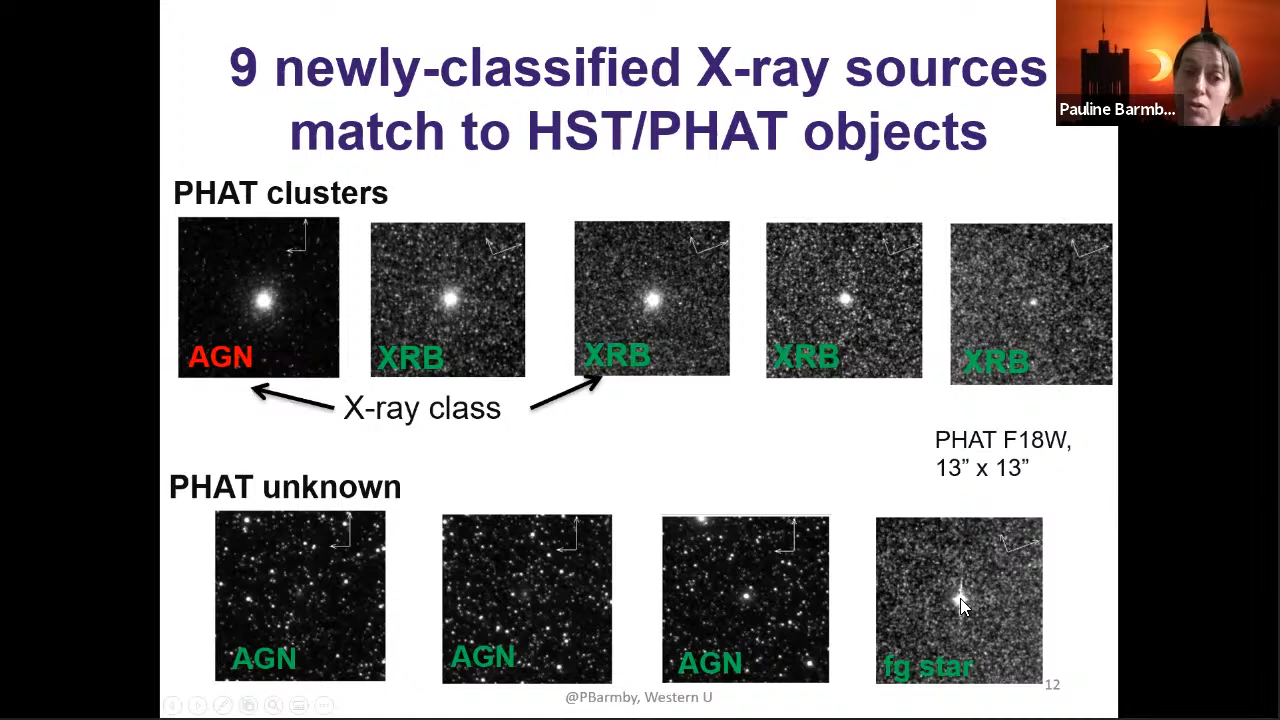 9 newly-classified X-ray sources
match to HST/PHAT objects
Pauline Barmb...
PHAT clusters
AGN
XRB
XRB
XRB
XRB
X-ray class
PHAT F18W,
13” x 13”
PHAT unknown
AGN
AGN
AGN
fg star
@PBarmby, Western U
12